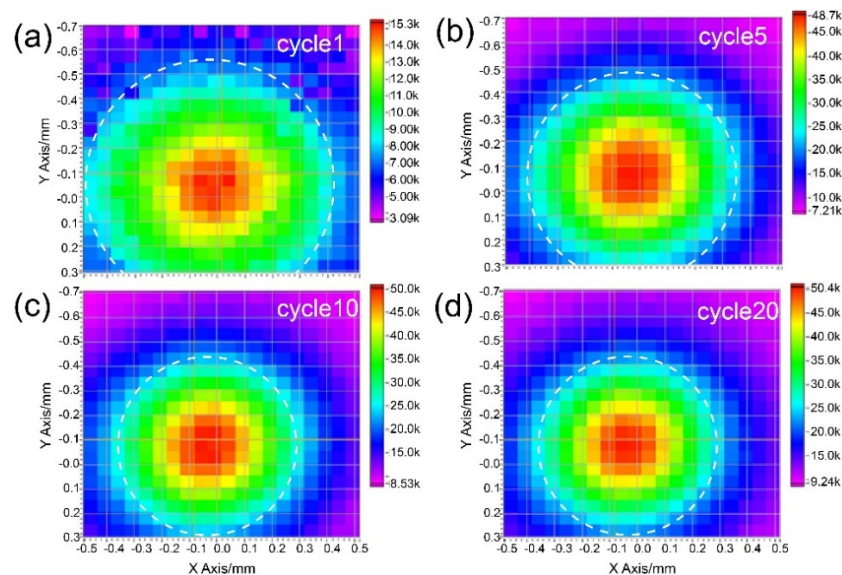 (a)
cycle1
Y Axis/mm
-0.7
-0.6
-0.5
-0.4
-0.3
-0.2
-0.1
-0.0
0.1
0.2
0.3
15.3k
13.00k
12.00k
11.00k
10.00k
9.00k
8.00k
7.00k
6.00k
5.00k
3.09k
(b)
cycle5
Y Axis/mm
-0.7
-0.6
-0.5
-0.4
-0.3
-0.2
-0.1
-0.0
0.1
0.2
0.3
48.7k
40.0k
35.0k
30.0k
25.0k
20.0k
15.0k
10.0k
7.21k
(c)
cycle10
Y Axis/mm
-0.7
-0.6
-0.5
-0.4
-0.3
-0.2
-0.1
-0.0
0.1
0.2
0.3
-0.5 -0.4 -0.3 -0.2 -0.1 0.0 0.1 0.2 0.3 0.4 0.5
X Axis/mm
50.0k
45.0k
40.0k
35.0k
30.0k
25.0k
20.0k
15.0k
8.53k
(d)
cycle20
Y Axis/mm
-0.7
-0.6
-0.5
-0.4
-0.3
-0.2
-0.1
-0.0
0.1
0.2
0.3
-0.5 -0.4 -0.3 -0.2 -0.1 0.0 0.1 0.2 0.3 0.4 0.5
X Axis/mm
50.4k
45.0k
40.0k
35.0k
30.0k
25.0k
20.0k
15.0k
9.24k